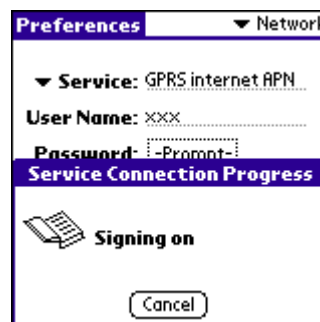 Preferences ▼ Network
▼ Service: GPRS internet APN
User Name: xxx
Password: -Prompt-
Service Connection Progress
Signing on
Cancel